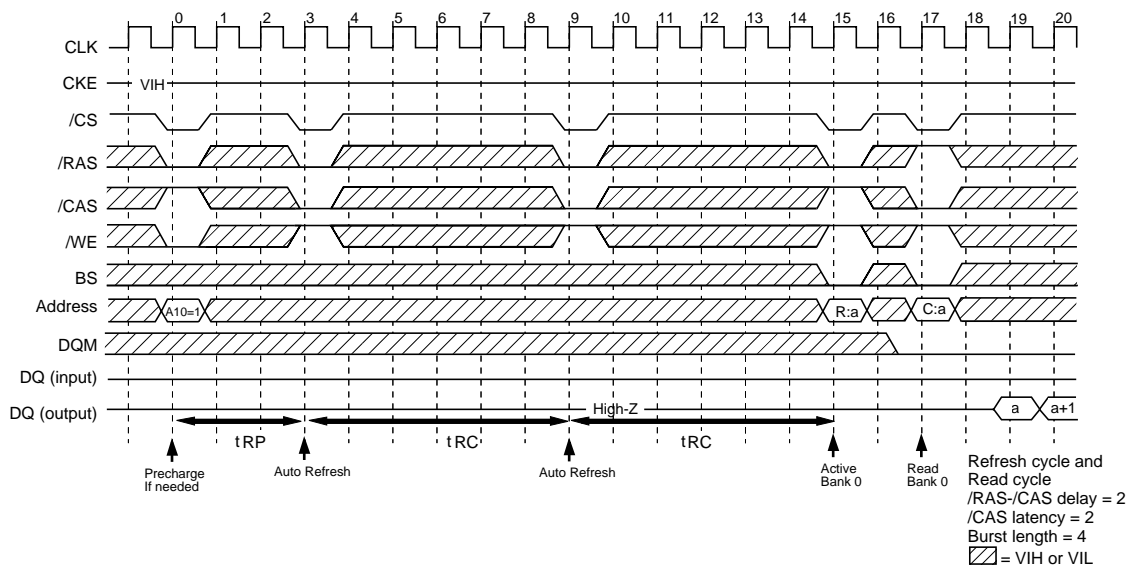 0 1 2 3 4 5 6 7 8 9 10 11 12 13 14 15 16 17 18 19 20
CLK
CKE VIH
/CS
/RAS
/CAS
/WE
BS
Address A10=1 R:a C:a
DQM
DQ (input)
DQ (output) High-Z a a+1
tRP tRC tRC
Precharge
If needed
Auto Refresh
Auto Refresh
Active
Bank 0
Read
Bank 0
Refresh cycle and
Read cycle
/RAS-/CAS delay = 2
/CAS latency = 2
Burst length = 4
= VIH or VIL